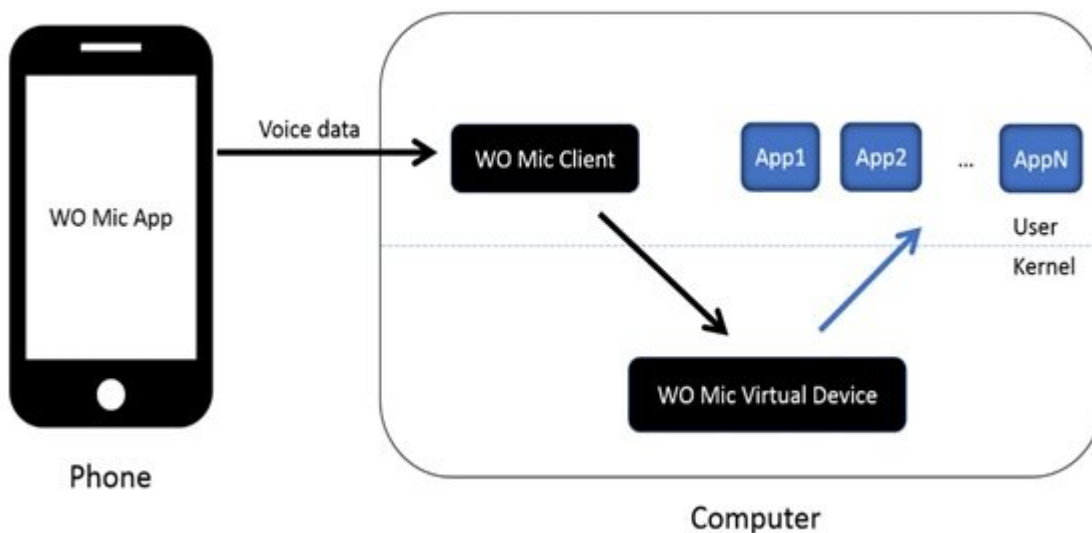 Voice data
WO Mic App
WO Mic Client
App1
App2
...
AppN
User
Kernel
WO Mic Virtual Device
Phone
Computer